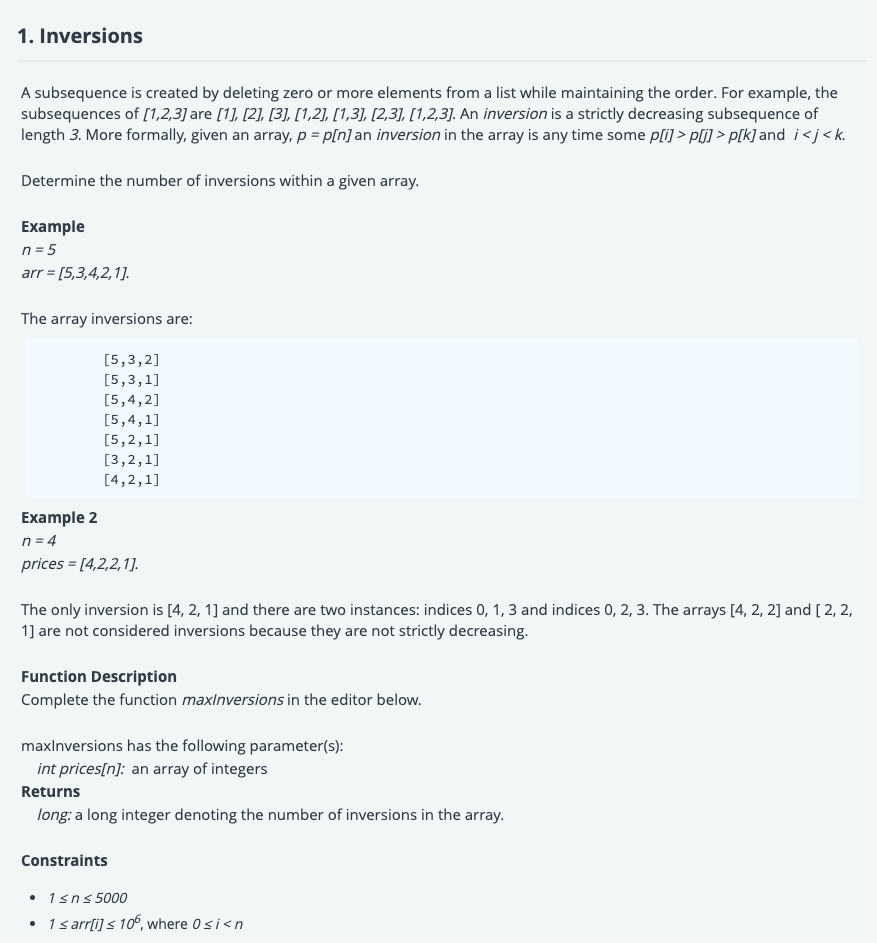 1. Inversions
A subsequence is created by deleting zero or more elements from a list while maintaining the order. For example, the
subsequences of [1,2,3] are [1], [2], [3], [1,2], [1,3], [2,3], [1,2,3]. An inversion is a strictly decreasing subsequence of
length 3. More formally, given an array, p = p[n] an inversion in the array is any time some p[i] > p[j] > p[k] and i < j < k.
Determine the number of inversions within a given array.
Example
n = 5
arr = [5,3,4,2,1].
The array inversions are:
[5,3,2]
[5,3,1]
[5,4,2]
[5,4,1]
[5,2,1]
[3,2,1]
[4,2,1]
Example 2
n = 4
prices = [4,2,2,1].
The only inversion is [4, 2, 1] and there are two instances: indices 0, 1, 3 and indices 0, 2, 3. The arrays [4, 2, 2] and [ 2, 2,
1] are not considered inversions because they are not strictly decreasing.
Function Description
Complete the function maxInversions in the editor below.
maxInversions has the following parameter(s):
int prices[n]: an array of integers
Returns
long: a long integer denoting the number of inversions in the array.
Constraints
• 1 ≤ n ≤ 5000
• 1 ≤ arr[i] ≤ 10⁶, where 0 ≤ i < n